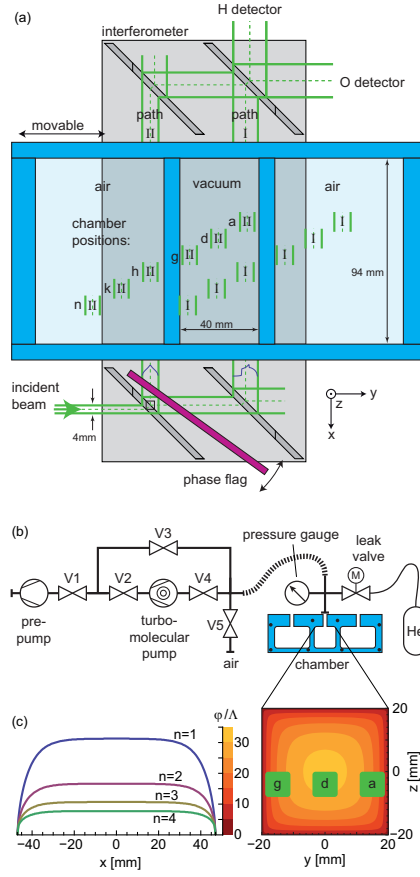 (a)
interferometer
H detector
O detector
path
II
path
I
movable
air
vacuum
air
chamber
positions:
a II
I
d II
I
g II
I
h II
I
k II
I
n II
I
94 mm
40 mm
incident
beam
4mm
phase flag
z
y
x
(b)
V3
pressure gauge
leak
valve
V1
V2
V4
M
pre-
pump
turbo-
molecular
pump
V5
air
chamber
He
(c)
φ/Λ
n=1
n=2
n=3
n=4
30
20
10
0
−40
−20
0
20
40
x [mm]
20
0
−20
z [mm]
g
d
a
−20
0
20
y [mm]